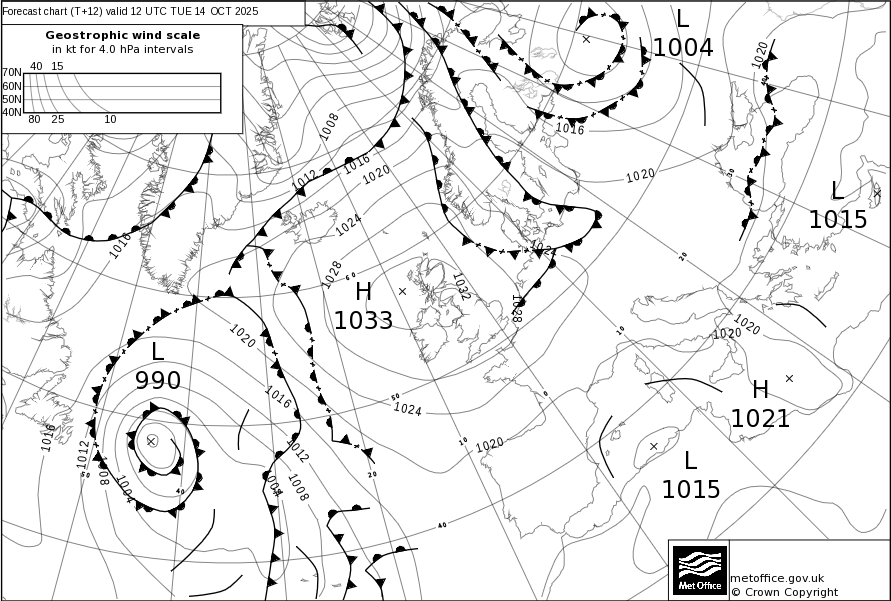 Forecast chart (T+12) valid 12 UTC TUE 14 OCT 2025
Geostrophic wind scale
in kt for 4.0 hPa intervals
40 15
70N
60N
50N
40N
80 25 10
L
1004
1020
1008
1016
1016
1012
1020
1020
L
1015
1024
1024
1016
1028
1032
H
1033
1028
1020
1020
1020
L
990
1016
1024
H
1021
1016
1012
1012
1020
L
1015
1008
1004
1004
1008
60
50
50
40
40
30
20
20
10
10
0
Met Office
metoffice.gov.uk
© Crown Copyright